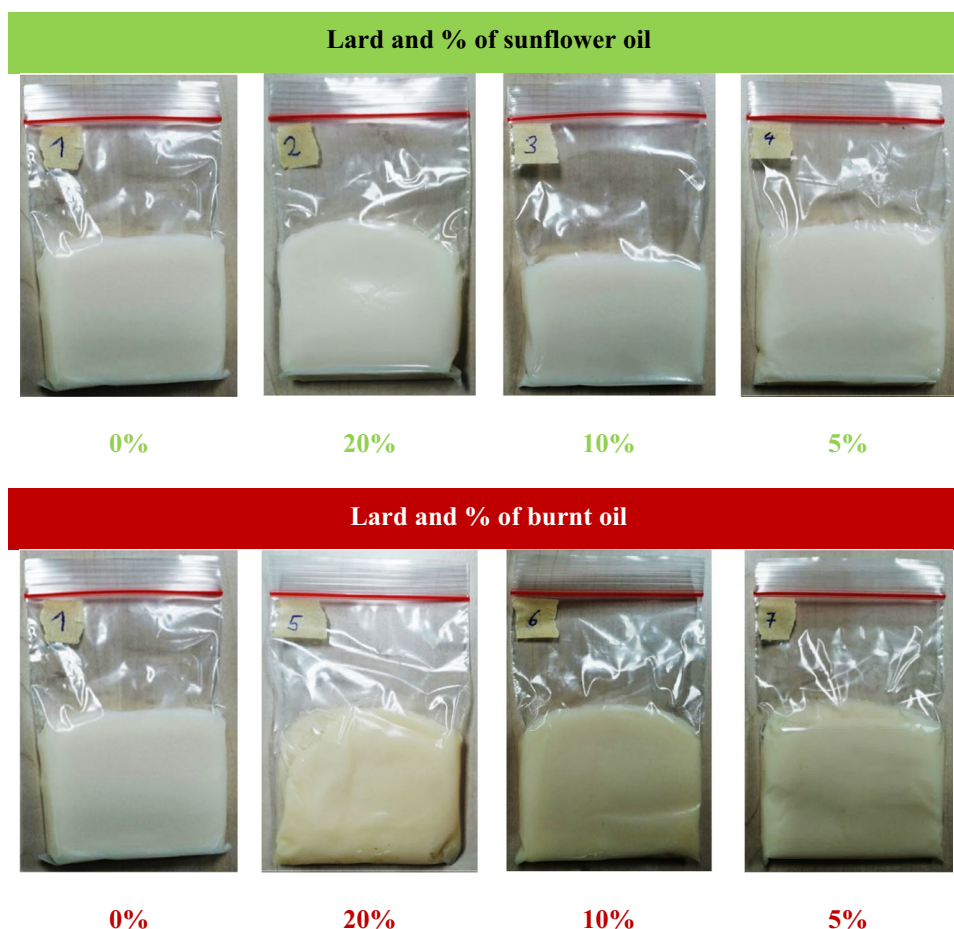 Lard and % of sunflower oil
1 2 3 4
0% 20% 10% 5%
Lard and % of burnt oil
1 5 6 7
0% 20% 10% 5%